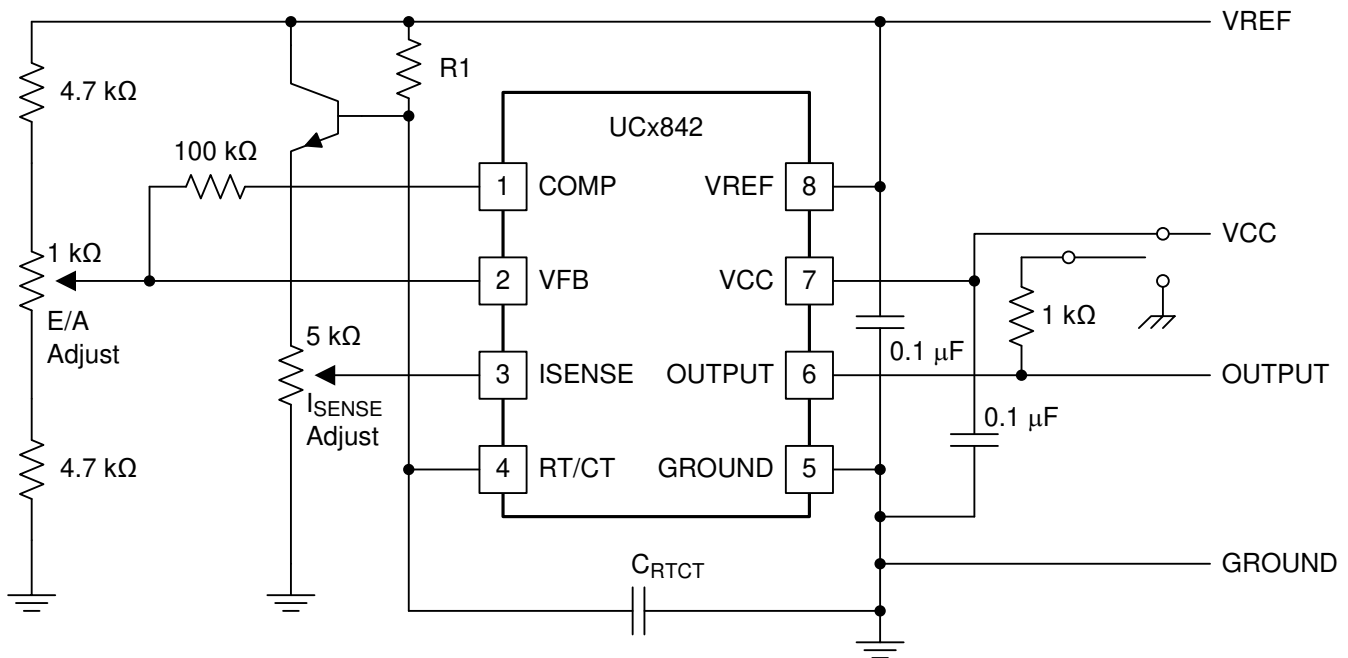 VREF
4.7 kΩ
R1
UCx842
100 kΩ
1 COMP
VREF 8
1 kΩ
E/A
Adjust
2 VFB
VCC 7
VCC
1 kΩ
0.1 μF
5 kΩ
ISENSE
Adjust
3 ISENSE
OUTPUT 6
OUTPUT
0.1 μF
4.7 kΩ
4 RT/CT
GROUND 5
CRTCT
GROUND